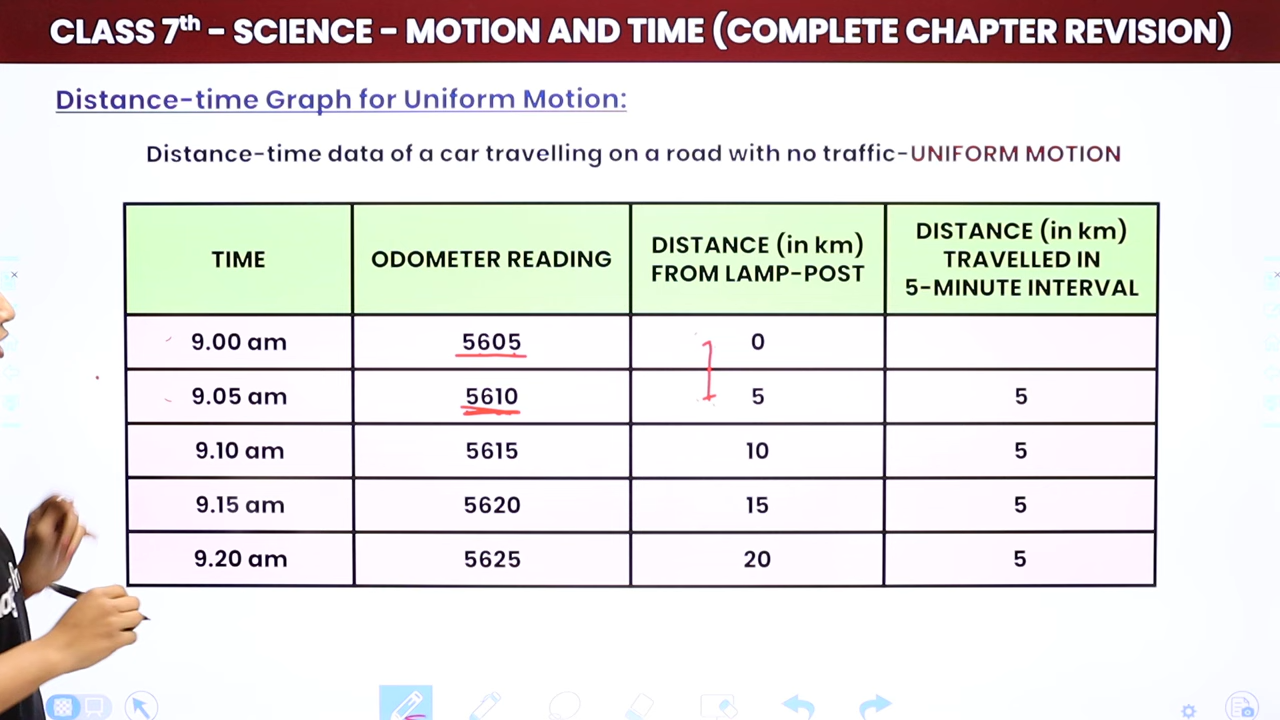 CLASS 7th – SCIENCE – MOTION AND TIME (COMPLETE CHAPTER REVISION)
Distance-time Graph for Uniform Motion:
Distance-time data of a car travelling on a road with no traffic-UNIFORM MOTION
TIME
ODOMETER READING
DISTANCE (in km)
FROM LAMP-POST
DISTANCE (in km)
TRAVELLED IN
5-MINUTE INTERVAL
9.00 am 5605 0
9.05 am 5610 5 5
9.10 am 5615 10 5
9.15 am 5620 15 5
9.20 am 5625 20 5